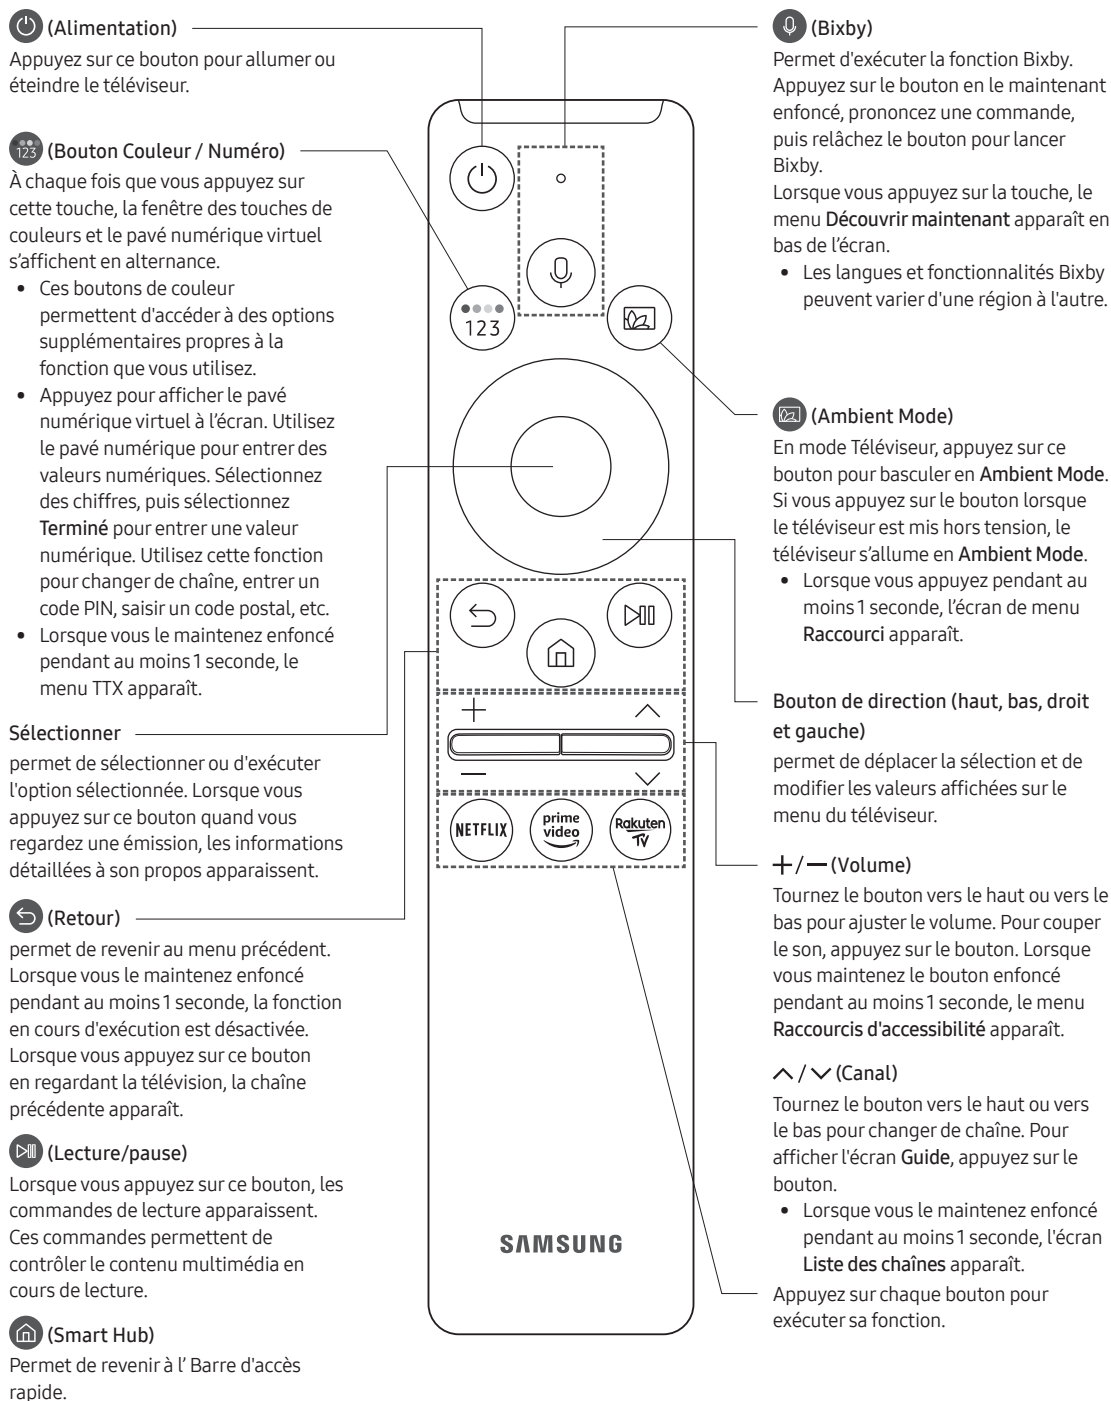 (Alimentation)
Appuyez sur ce bouton pour allumer ou
éteindre le téléviseur.
123 (Bouton Couleur / Numéro)
À chaque fois que vous appuyez sur
cette touche, la fenêtre des touches de
couleurs et le pavé numérique virtuel
s’affichent en alternance.
• Ces boutons de couleur
permettent d'accéder à des options
supplémentaires propres à la
fonction que vous utilisez.
• Appuyez pour afficher le pavé
numérique virtuel à l’écran. Utilisez
le pavé numérique pour entrer des
valeurs numériques. Sélectionnez
des chiffres, puis sélectionnez
Terminé pour entrer une valeur
numérique. Utilisez cette fonction
pour changer de chaîne, entrer un
code PIN, saisir un code postal, etc.
• Lorsque vous le maintenez enfoncé
pendant au moins 1 seconde, le
menu TTX apparaît.
Sélectionner
permet de sélectionner ou d'exécuter
l'option sélectionnée. Lorsque vous
appuyez sur ce bouton quand vous
regardez une émission, les informations
détaillées à son propos apparaissent.
(Retour)
permet de revenir au menu précédent.
Lorsque vous le maintenez enfoncé
pendant au moins 1 seconde, la fonction
en cours d'exécution est désactivée.
Lorsque vous appuyez sur ce bouton
en regardant la télévision, la chaîne
précédente apparaît.
(Lecture/pause)
Lorsque vous appuyez sur ce bouton, les
commandes de lecture apparaissent.
Ces commandes permettent de
contrôler le contenu multimédia en
cours de lecture.
(Smart Hub)
Permet de revenir à l’ Barre d'accès
rapide.
123
NETFLIX
prime
video
Rakuten
TV
SAMSUNG
(Bixby)
Permet d'exécuter la fonction Bixby.
Appuyez sur le bouton en le maintenant
enfoncé, prononcez une commande,
puis relâchez le bouton pour lancer
Bixby.
Lorsque vous appuyez sur la touche, le
menu Découvrir maintenant apparaît en
bas de l’écran.
• Les langues et fonctionnalités Bixby
peuvent varier d'une région à l'autre.
(Ambient Mode)
En mode Téléviseur, appuyez sur ce
bouton pour basculer en Ambient Mode.
Si vous appuyez sur le bouton lorsque
le téléviseur est mis hors tension, le
téléviseur s’allume en Ambient Mode.
• Lorsque vous appuyez pendant au
moins 1 seconde, l’écran de menu
Raccourci apparaît.
Bouton de direction (haut, bas, droit
et gauche)
permet de déplacer la sélection et de
modifier les valeurs affichées sur le
menu du téléviseur.
+ / — (Volume)
Tournez le bouton vers le haut ou vers le
bas pour ajuster le volume. Pour couper
le son, appuyez sur le bouton. Lorsque
vous maintenez le bouton enfoncé
pendant au moins 1 seconde, le menu
Raccourcis d'accessibilité apparaît.
/ (Canal)
Tournez le bouton vers le haut ou vers
le bas pour changer de chaîne. Pour
afficher l'écran Guide, appuyez sur le
bouton.
• Lorsque vous le maintenez enfoncé
pendant au moins 1 seconde, l'écran
Liste des chaînes apparaît.
Appuyez sur chaque bouton pour
exécuter sa fonction.